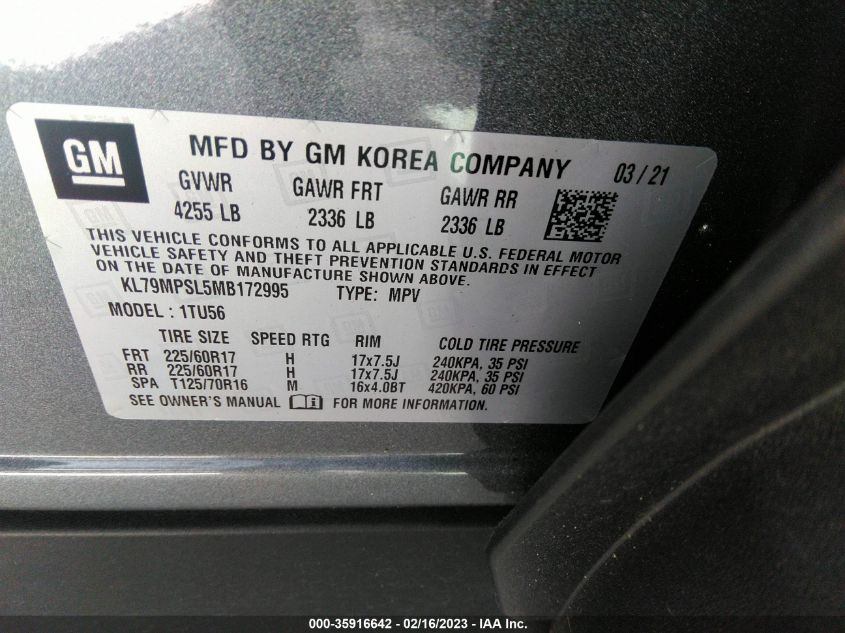 GM
MFD BY GM KOREA COMPANY 03/21
GVWR GAWR FRT GAWR RR
4255 LB 2336 LB 2336 LB
THIS VEHICLE CONFORMS TO ALL APPLICABLE U.S. FEDERAL MOTOR
VEHICLE SAFETY AND THEFT PREVENTION STANDARDS IN EFFECT
ON THE DATE OF MANUFACTURE SHOWN ABOVE.
KL79MPSL5MB172995 TYPE: MPV
MODEL : 1TU56
TIRE SIZE SPEED RTG RIM COLD TIRE PRESSURE
FRT 225/60R17 H 17x7.5J 240KPA, 35 PSI
RR 225/60R17 H 17x7.5J 240KPA, 35 PSI
SPA T125/70R16 M 16x4.0BT 420KPA, 60 PSI
SEE OWNER'S MANUAL FOR MORE INFORMATION.
000-35916642 - 02/16/2023 - IAA Inc.